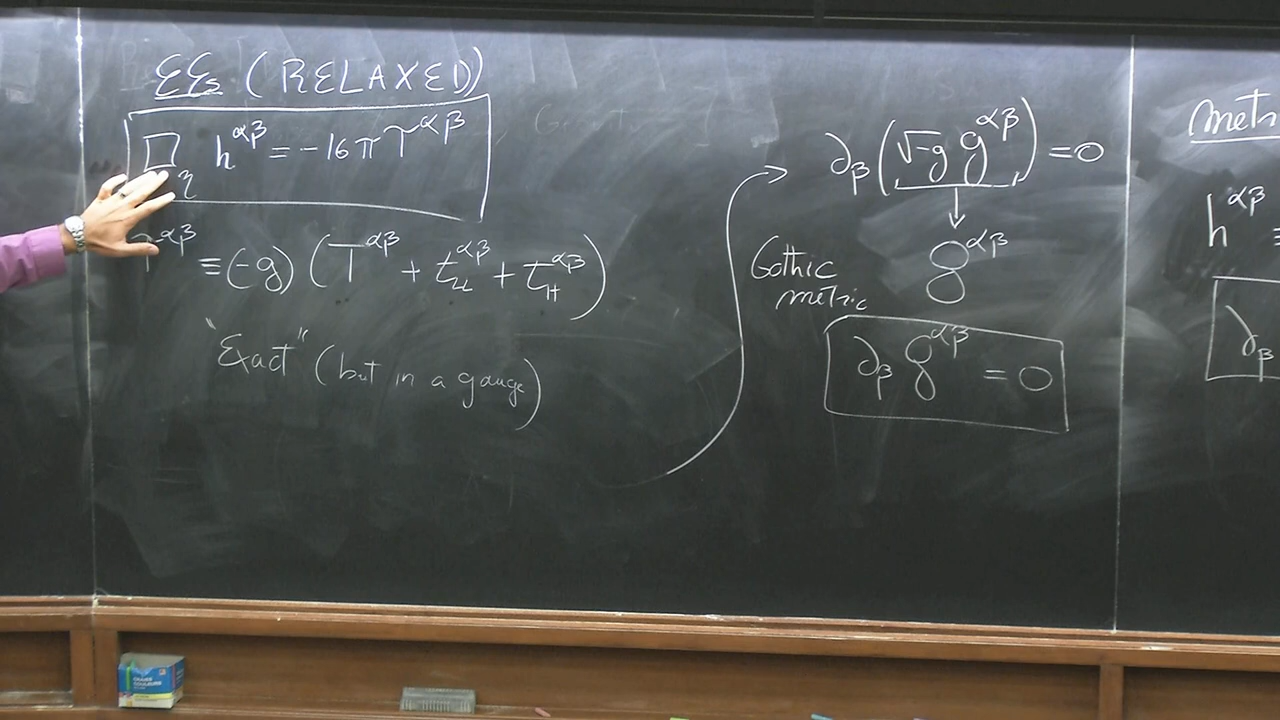 EEs (RELAXED)
□_η h^{αβ} = -16π τ^{αβ}
τ^{αβ} ≡ (-g) (T^{αβ} + t_{LL}^{αβ} + t_H^{αβ})
"Exact" (but in a gauge)
∂_β (√-g g^{αβ}) = 0
↓
g^{αβ}
Gothic
metric
∂_β g^{αβ} = 0
h^{αβ} ≡
∂_β